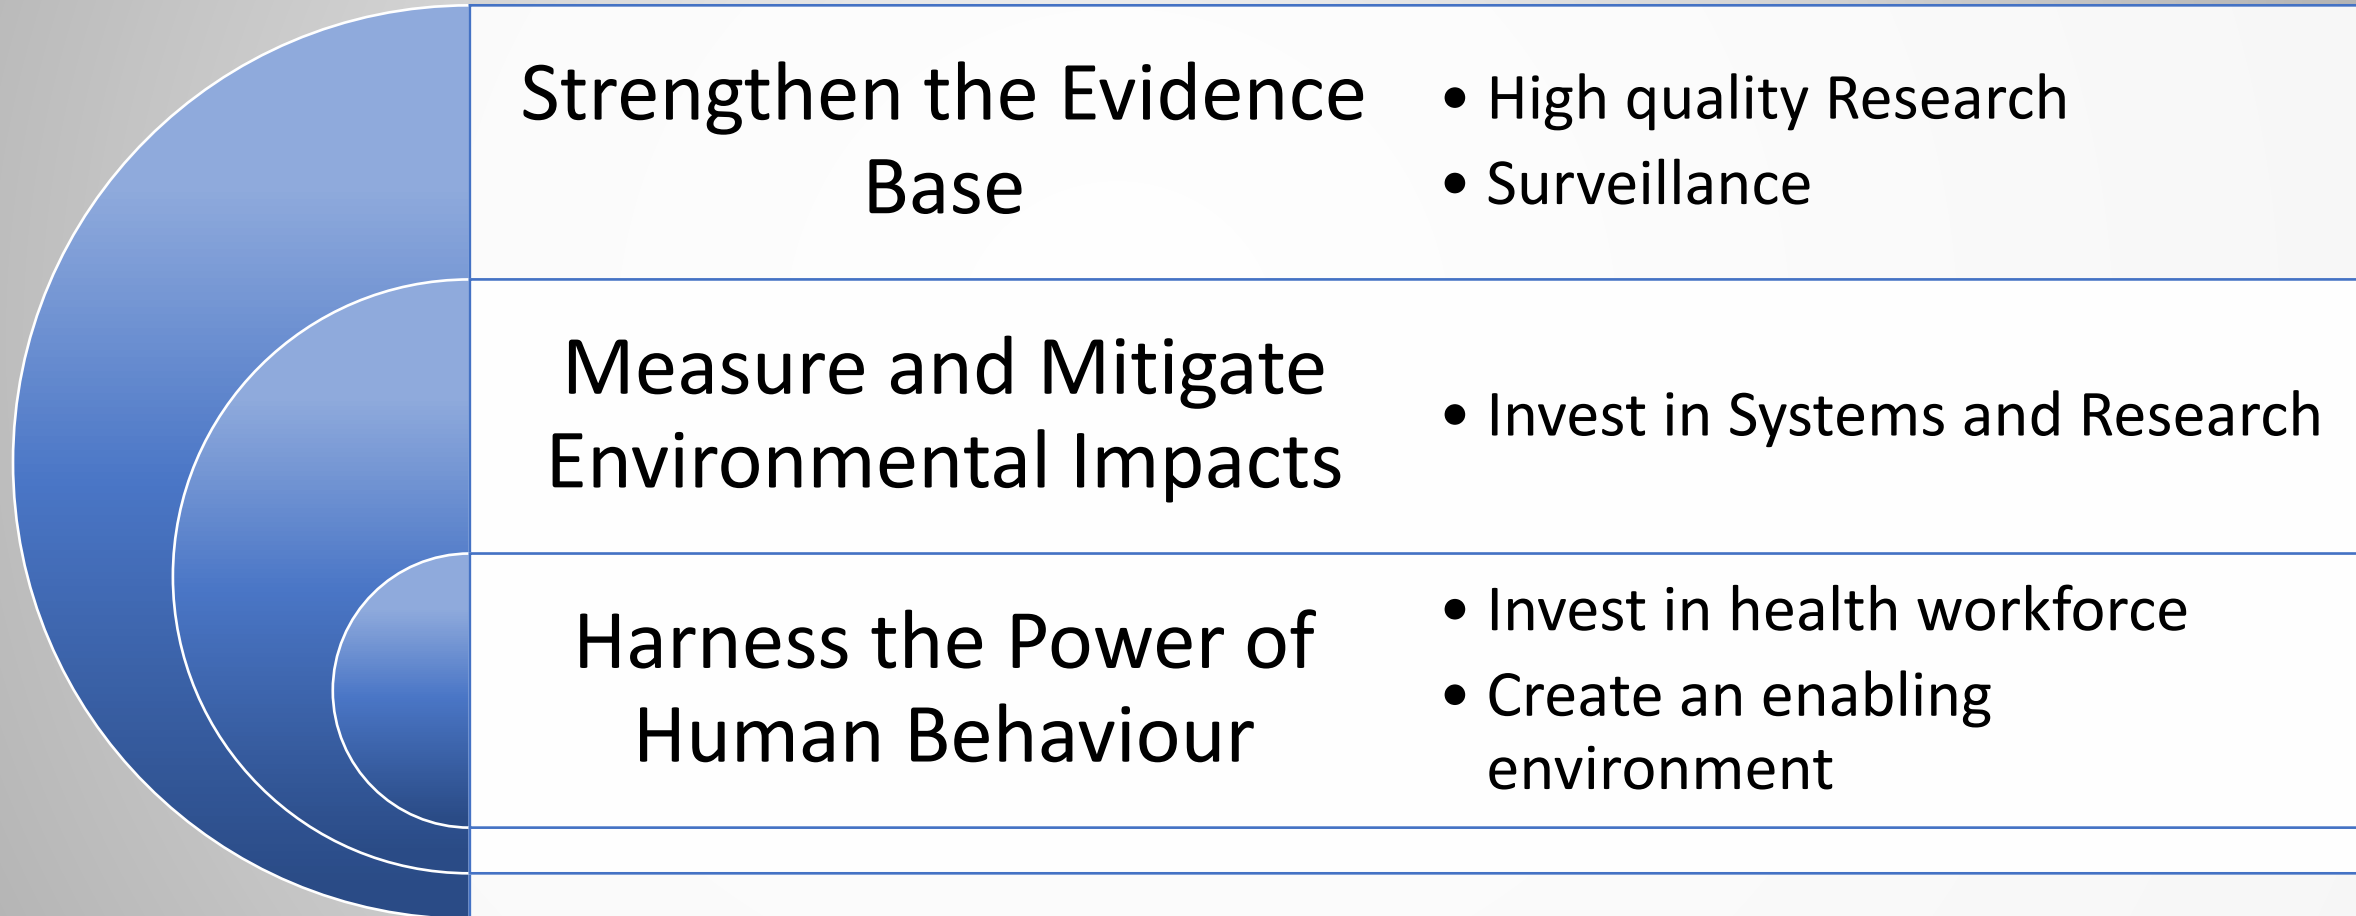 Strengthen the Evidence
Base
• High quality Research
• Surveillance
Measure and Mitigate
Environmental Impacts
• Invest in Systems and Research
Harness the Power of
Human Behaviour
• Invest in health workforce
• Create an enabling
environment